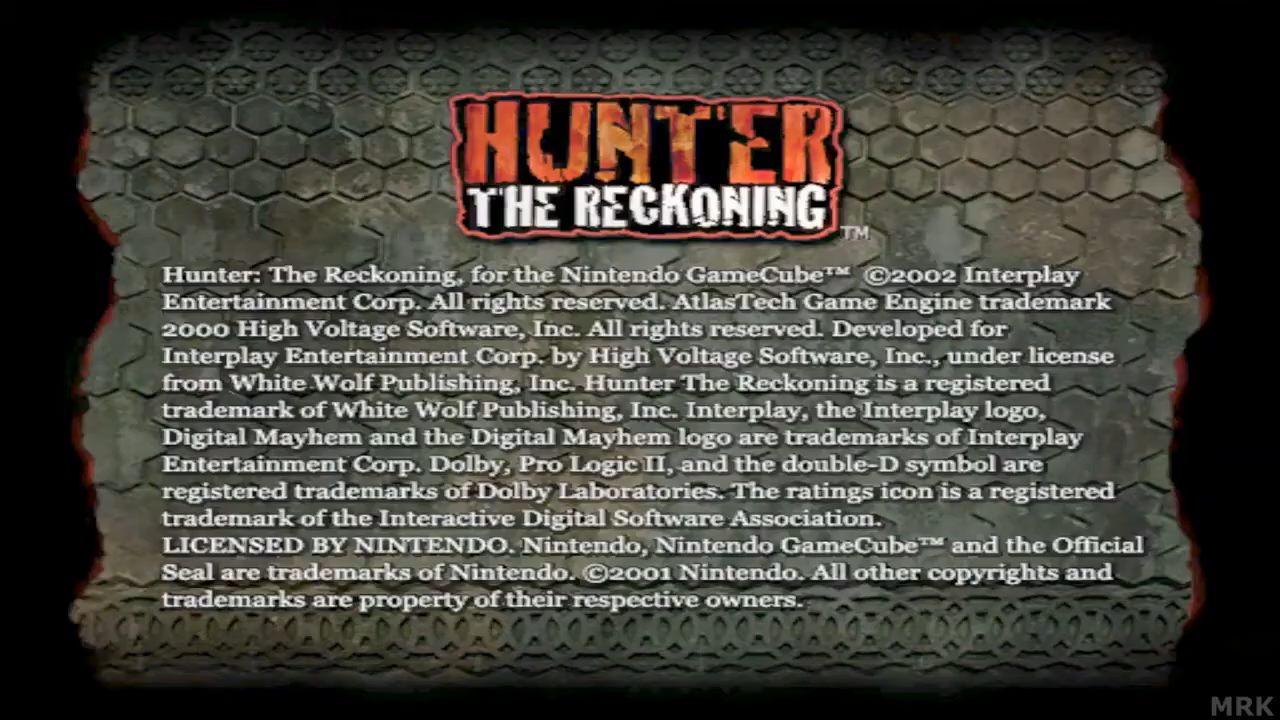 HUNTER
THE RECKONING
TM
Hunter: The Reckoning, for the Nintendo GameCube™ ©2002 Interplay
Entertainment Corp. All rights reserved. AtlasTech Game Engine trademark
2000 High Voltage Software, Inc. All rights reserved. Developed for
Interplay Entertainment Corp. by High Voltage Software, Inc., under license
from White Wolf Publishing, Inc. Hunter The Reckoning is a registered
trademark of White Wolf Publishing, Inc. Interplay, the Interplay logo,
Digital Mayhem and the Digital Mayhem logo are trademarks of Interplay
Entertainment Corp. Dolby, Pro Logic II, and the double-D symbol are
registered trademarks of Dolby Laboratories. The ratings icon is a registered
trademark of the Interactive Digital Software Association.
LICENSED BY NINTENDO. Nintendo, Nintendo GameCube™ and the Official
Seal are trademarks of Nintendo. ©2001 Nintendo. All other copyrights and
trademarks are property of their respective owners.
MRK